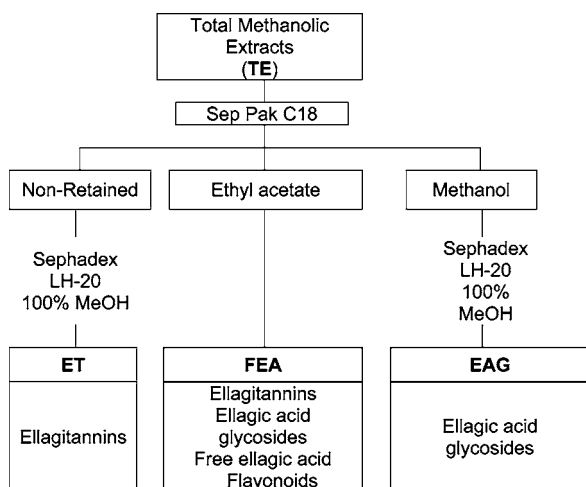 Total Methanolic
Extracts
(TE)
Sep Pak C18
Non-Retained
Ethyl acetate
Methanol
Sephadex
LH-20
100% MeOH
Sephadex
LH-20
100%
MeOH
ET
FEA
EAG
Ellagitannins
Ellagitannins
Ellagic acid
glycosides
Free ellagic acid
Flavonoids
Ellagic acid
glycosides